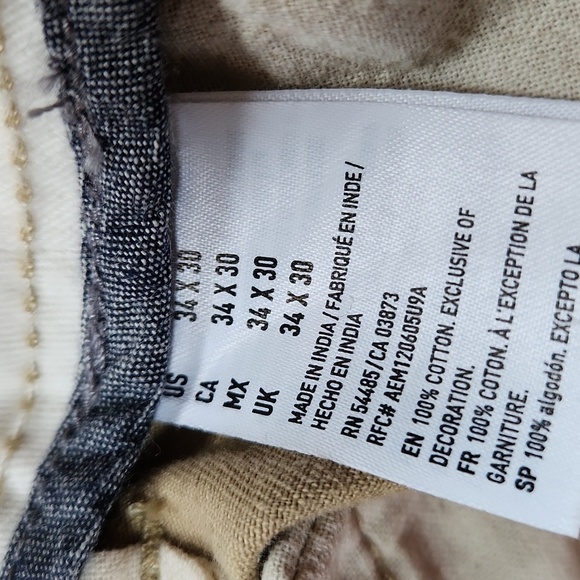 US 34 X 30
CA 34 X 30
MX 34 X 30
UK 34 X 30
MADE IN INDIA / FABRIQUÉ EN INDE /
HECHO EN INDIA
RN 54485 / CA 03873
RFC# AEM120605U9A
EN 100% COTTON. EXCLUSIVE OF
DECORATION.
FR 100% COTON. À L'EXCEPTION DE LA
GARNITURE.
SP 100% algodón. EXCEPTO LA